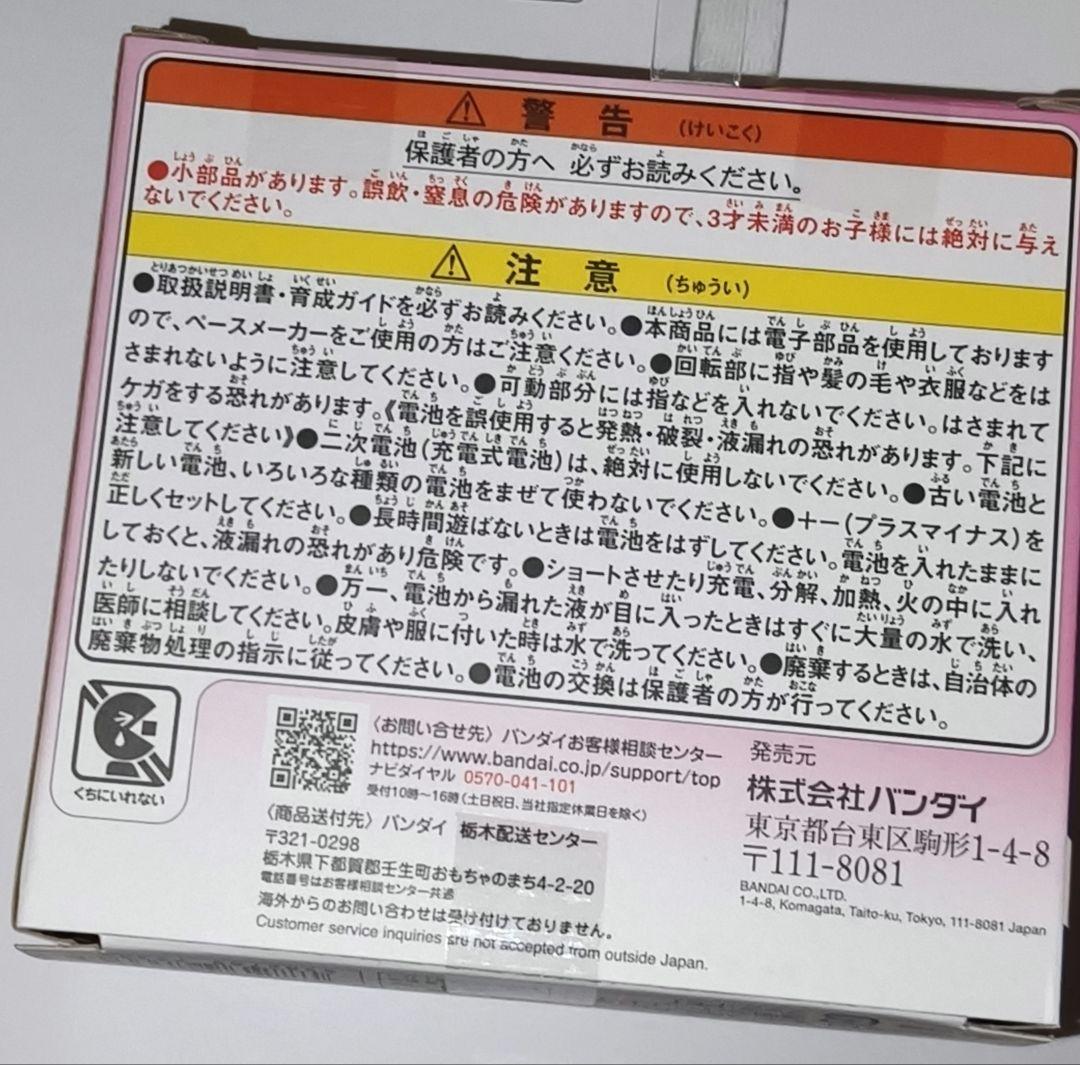 ⚠ 警告 (けいこく)
保護者の方へ 必ずお読みください。
●小部品があります。誤飲・窒息の危険がありますので、3才未満のお子様には絶対に与え
ないでください。
⚠ 注意 (ちゅうい)
●取扱説明書・育成ガイドを必ずお読みください。●本商品には電子部品を使用しております
ので、ペースメーカーをご使用の方はご注意ください。●回転部に指や髪の毛や衣服などをは
さまれないように注意してください。●可動部分には指などを入れないでください。はさまれて
ケガをする恐れがあります。《電池を誤使用すると発熱・破裂・液漏れの恐れがあります。下記に
注意してください》●二次電池(充電式電池)は、絶対に使用しないでください。●古い電池と
新しい電池、いろいろな種類の電池をまぜて使わないでください。●+−(プラスマイナス)を
正しくセットしてください。●長時間遊ばないときは電池をはずしてください。電池を入れたままに
しておくと、液漏れの恐れがあり危険です。●ショートさせたり充電、分解、加熱、火の中に入れ
たりしないでください。●万一、電池から漏れた液が目に入ったときはすぐに大量の水で洗い、
医師に相談してください。皮膚や服に付いた時は水で洗ってください。●廃棄するときは、自治体の
廃棄物処理の指示に従ってください。●電池の交換は保護者の方が行ってください。
くちにいれない
〈お問い合せ先〉バンダイお客様相談センター
https://www.bandai.co.jp/support/top
ナビダイヤル 0570-041-101
受付10時〜16時(土日祝日、当社指定休業日を除く)
〈商品送付先〉バンダイ 栃木配送センター
〒321-0298
栃木県下都賀郡壬生町おもちゃのまち4-2-20
電話番号はお客様相談センター共通
海外からのお問い合わせは受け付けておりません。
Customer service inquiries are not accepted from outside Japan.
発売元
株式会社バンダイ
東京都台東区駒形1-4-8
〒111-8081
BANDAI CO.,LTD.
1-4-8, Komagata, Taito-ku, Tokyo, 111-8081 Japan